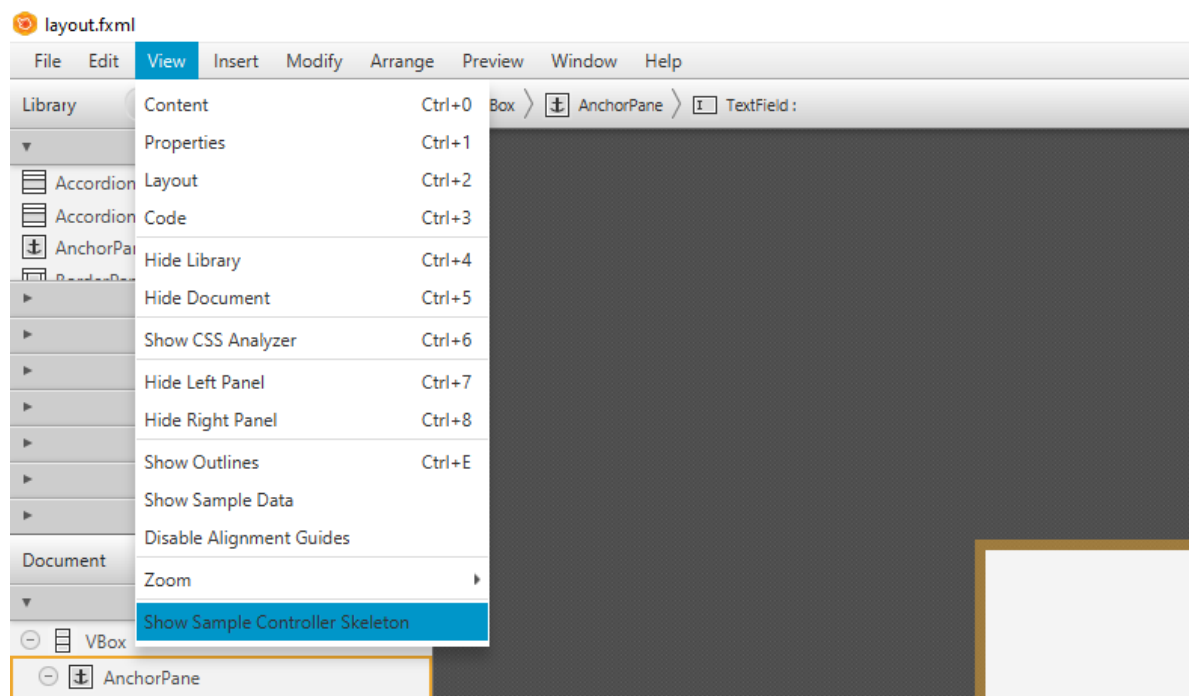 layout.fxml
File Edit View Insert Modify Arrange Preview Window Help
Library
Box AnchorPane TextField :
Content Ctrl+0
Properties Ctrl+1
Layout Ctrl+2
Code Ctrl+3
Hide Library Ctrl+4
Hide Document Ctrl+5
Show CSS Analyzer Ctrl+6
Hide Left Panel Ctrl+7
Hide Right Panel Ctrl+8
Show Outlines Ctrl+E
Show Sample Data
Disable Alignment Guides
Zoom
Show Sample Controller Skeleton
Accordion
Accordion
AnchorPa
Document
VBox
AnchorPane